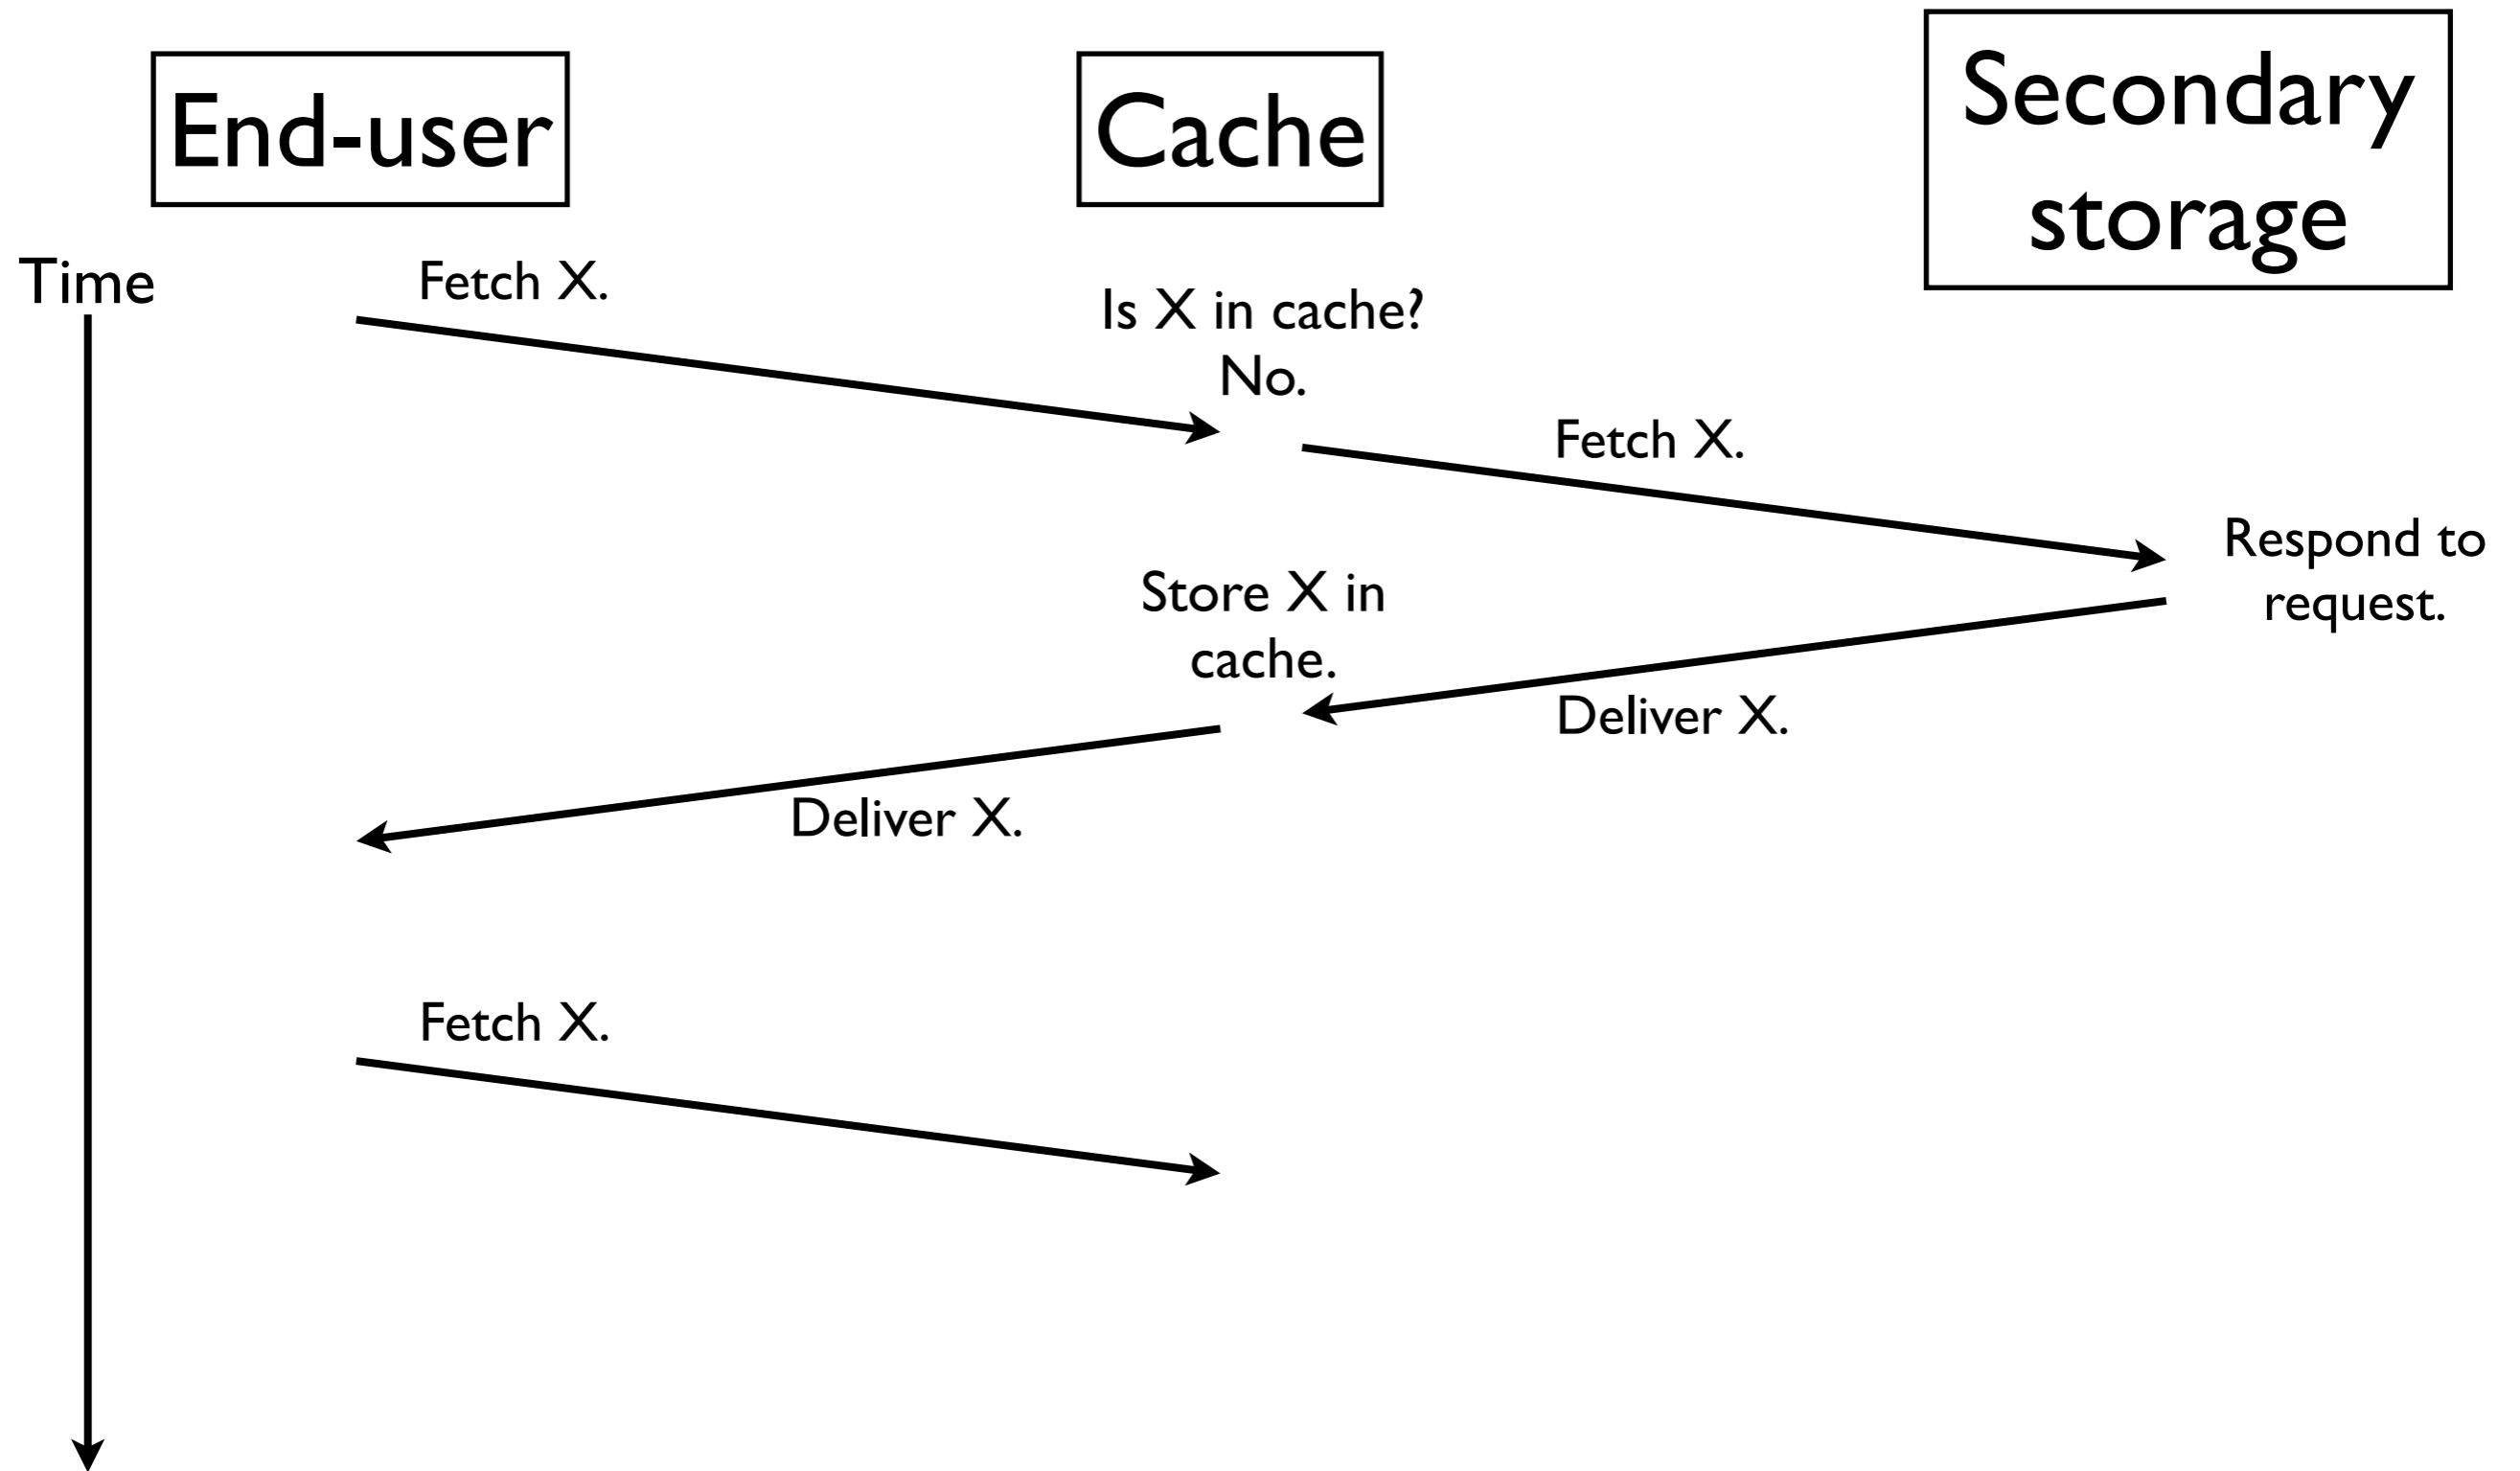 End-user
Cache
Secondary
storage
Time
Fetch X.
Is X in cache?
No.
Fetch X.
Respond to
request.
Store X in
cache.
Deliver X.
Deliver X.
Fetch X.